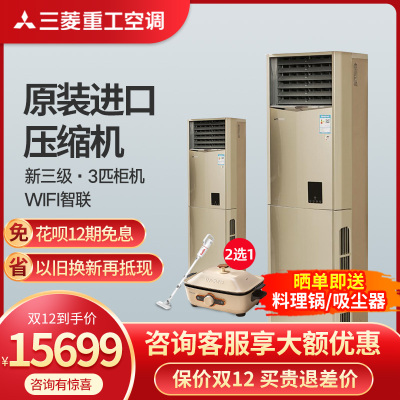 三菱重工空调
原装进口
压缩机
新三级·3匹柜机
WIFI智联
免 花呗12期免息
省 以旧换新再抵现
2选1
晒单即送
料理锅/吸尘器
双12到手价
¥15699
咨询有惊喜
咨询客服享大额优惠
保价双12 买贵退差价